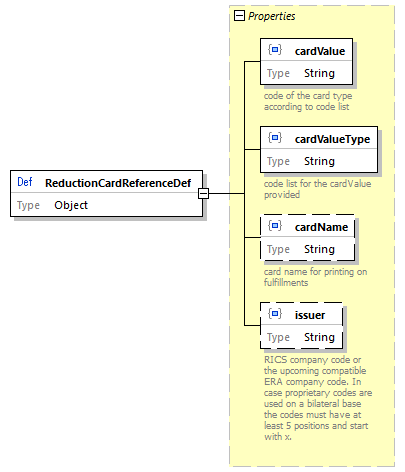 Properties
cardValue
Type String
code of the card type
according to code list
cardValueType
Type String
code list for the cardValue
provided
Def ReductionCardReferenceDef
Type Object
cardName
Type String
card name for printing on
fulfillments
issuer
Type String
RICS company code or
the upcoming compatible
ERA company code. In
case proprietary codes are
used on a bilateral base
the codes must have at
least 5 positions and start
with x.